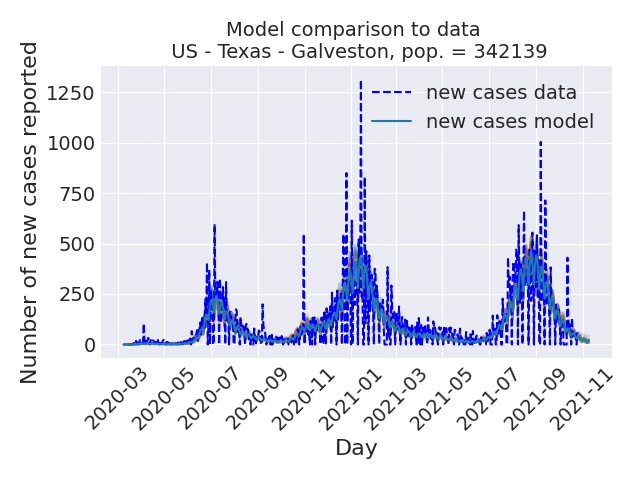 Model comparison to data
US - Texas - Galveston, pop. = 342139
Number of new cases reported
1250
1000
750
500
250
0
new cases data
new cases model
2020-03
2020-05
2020-07
2020-09
2020-11
2021-01
2021-03
2021-05
2021-07
2021-09
2021-11
Day